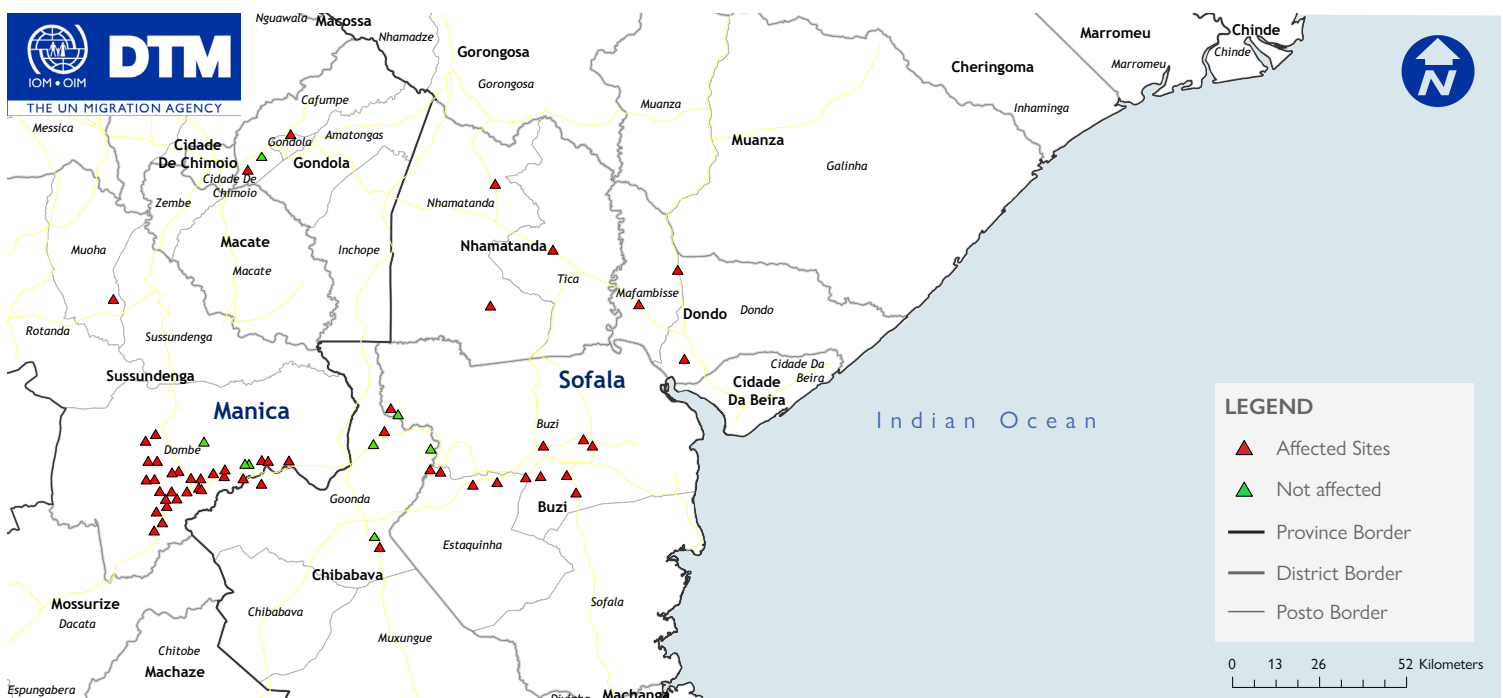 IOM • OIM
DTM
THE UN MIGRATION AGENCY
Nguawala
Macossa
Nhamadze
Gorongosa
Gorongosa
Marromeu
Marromeu
Chinde
Chinde
Cheringoma
Inhaminga
N
Messica
Cafumpe
Muanza
Muanza
Galinha
Cidade
De Chimoio
Cidade De
Chimoio
Gondola
Amatongas
Gondola
Zembe
Nhamatanda
Nhamatanda
Muoha
Macate
Macate
Inchope
Tica
Mafambisse
Dondo
Dondo
Rotanda
Sussundenga
Sussundenga
Cidade Da
Beira
Cidade
Da Beira
Sofala
Manica
Indian Ocean
Dombe
Buzi
Goonda
Buzi
Estaquinha
Chibabava
Chibabava
Sofala
Mossurize
Dacata
Muxungue
Chitobe
Machaze
Espungabera
Machanga
LEGEND
Affected Sites
Not affected
Province Border
District Border
Posto Border
0 13 26 52 Kilometers